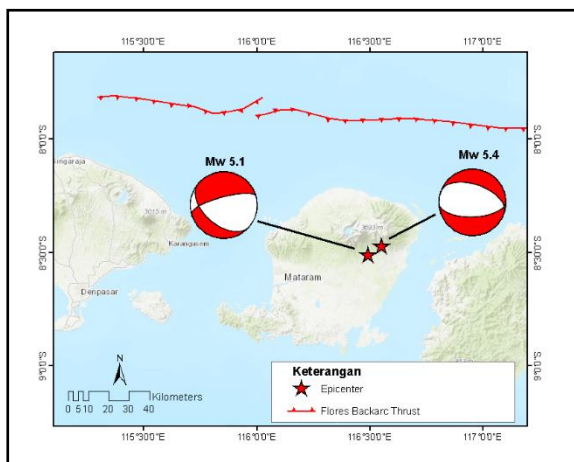 115°30'0"E 116°0'0"E 116°30'0"E 117°0'0"E
Mw 5.1
Mw 5.4
8°0'0"S
8°0'0"S
3013 m
Karangasem
8°30'0"S
8°30'0"S
Mataram
Denpasar
N
Kilometers
0 5 10 20 30 40
9°0'0"S
9°0'0"S
Keterangan
Epicenter
Flores Backarc Thrust
115°30'0"E 116°0'0"E 116°30'0"E 117°0'0"E